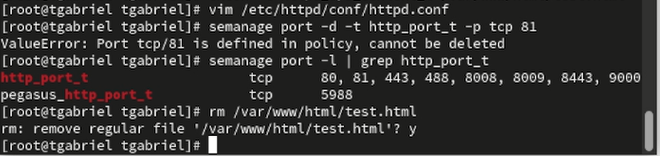 [root@tgabriel tgabriel]# vim /etc/httpd/conf/httpd.conf
[root@tgabriel tgabriel]# semanage port -d -t http_port_t -p tcp 81
ValueError: Port tcp/81 is defined in policy, cannot be deleted
[root@tgabriel tgabriel]# semanage port -l | grep http_port_t
http_port_t                    tcp      80, 81, 443, 488, 8008, 8009, 8443, 9000
pegasus_http_port_t            tcp      5988
[root@tgabriel tgabriel]# rm /var/www/html/test.html
rm: remove regular file '/var/www/html/test.html'? y
[root@tgabriel tgabriel]#